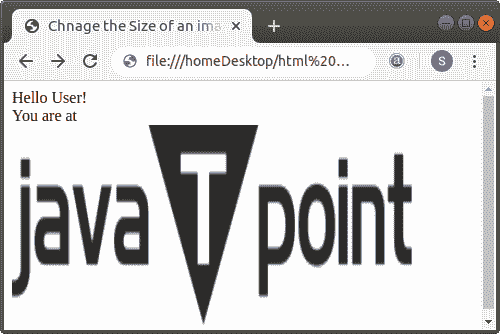 Chnage the Size of an ima
file:///homeDesktop/html%20...
S
Hello User!
You are at
java T point